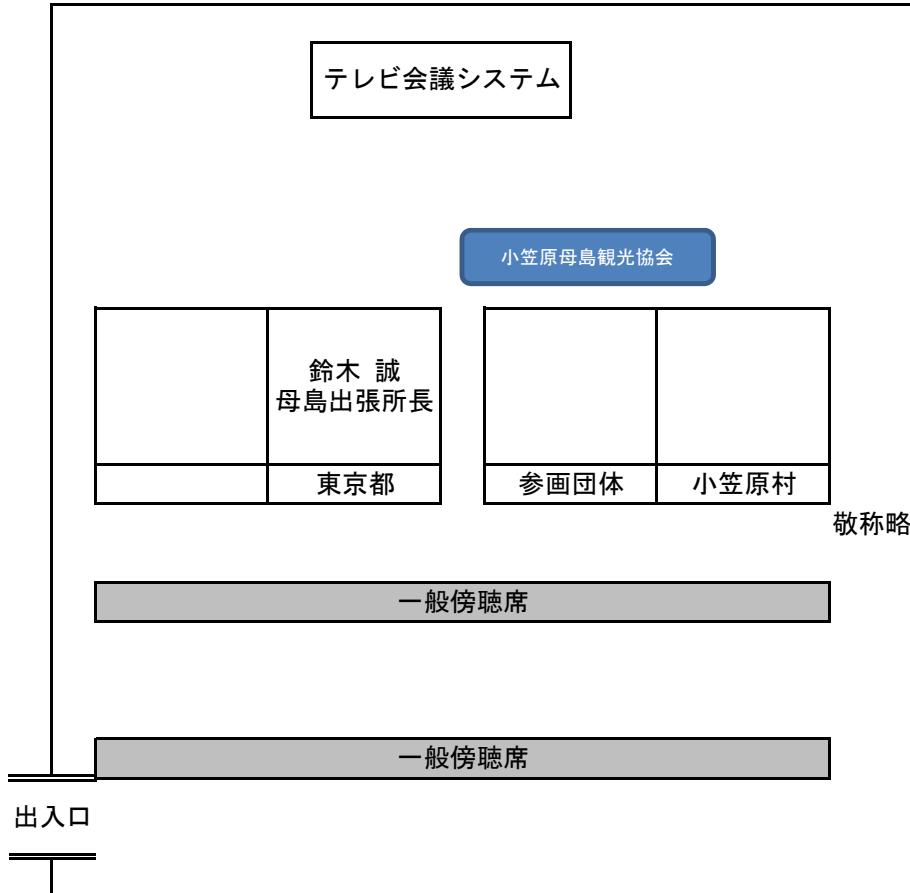 テレビ会議システム
小笠原母島観光協会
鈴木 誠
母島出張所長
東京都
参画団体
小笠原村
敬称略
一般傍聴席
一般傍聴席
出入口